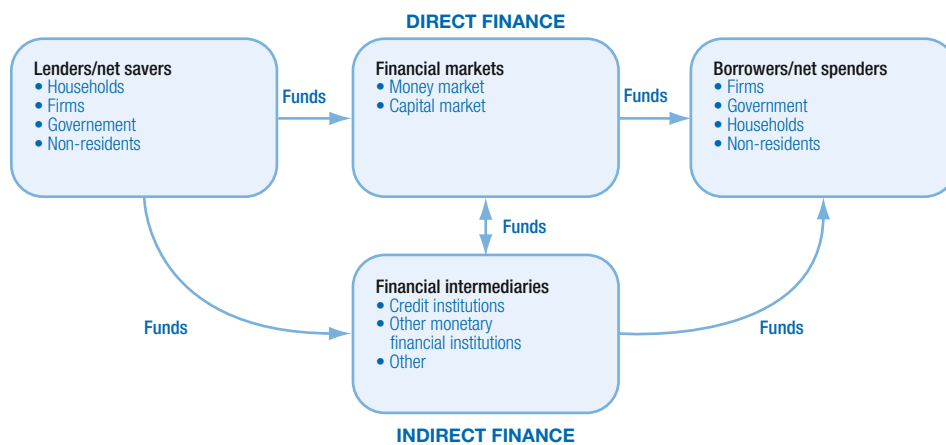 DIRECT FINANCE
Lenders/net savers
• Households
• Firms
• Governement
• Non-residents
Funds
Financial markets
• Money market
• Capital market
Funds
Borrowers/net spenders
• Firms
• Government
• Households
• Non-residents
Funds
Funds
Financial intermediaries
• Credit institutions
• Other monetary
financial institutions
• Other
Funds
INDIRECT FINANCE